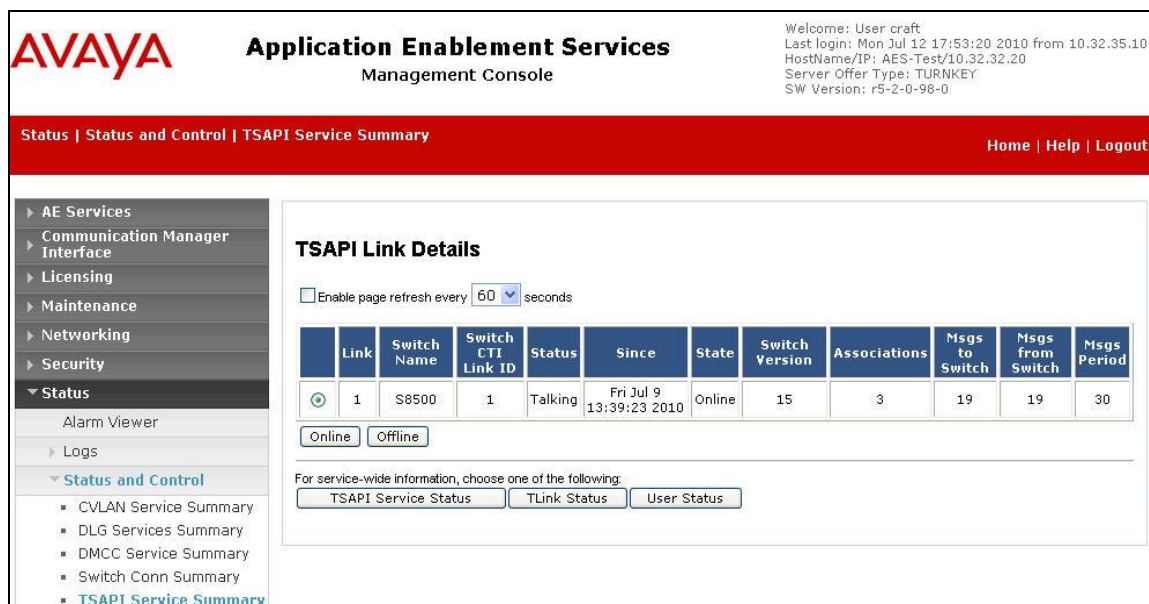 AVAYA
Application Enablement Services
Management Console
Welcome: User craft
Last login: Mon Jul 12 17:53:20 2010 from 10.32.35.10
HostName/IP: AES-Test/10.32.32.20
Server Offer Type: TURNKEY
SW Version: r5-2-0-98-0
Status | Status and Control | TSAPI Service Summary
Home | Help | Logout
AE Services
Communication Manager
Interface
Licensing
Maintenance
Networking
Security
Status
Alarm Viewer
Logs
Status and Control
CVLAN Service Summary
DLG Services Summary
DMCC Service Summary
Switch Conn Summary
TSAPI Service Summary
TSAPI Link Details
Enable page refresh every 60 seconds
Link
Switch
Name
Switch
CTI
Link ID
Status
Since
State
Switch
Version
Associations
Msgs
to
Switch
Msgs
from
Switch
Msgs
Period
1
S8500
1
Talking
Fri Jul 9
13:39:23 2010
Online
15
3
19
19
30
Online
Offline
For service-wide information, choose one of the following:
TSAPI Service Status
TLink Status
User Status